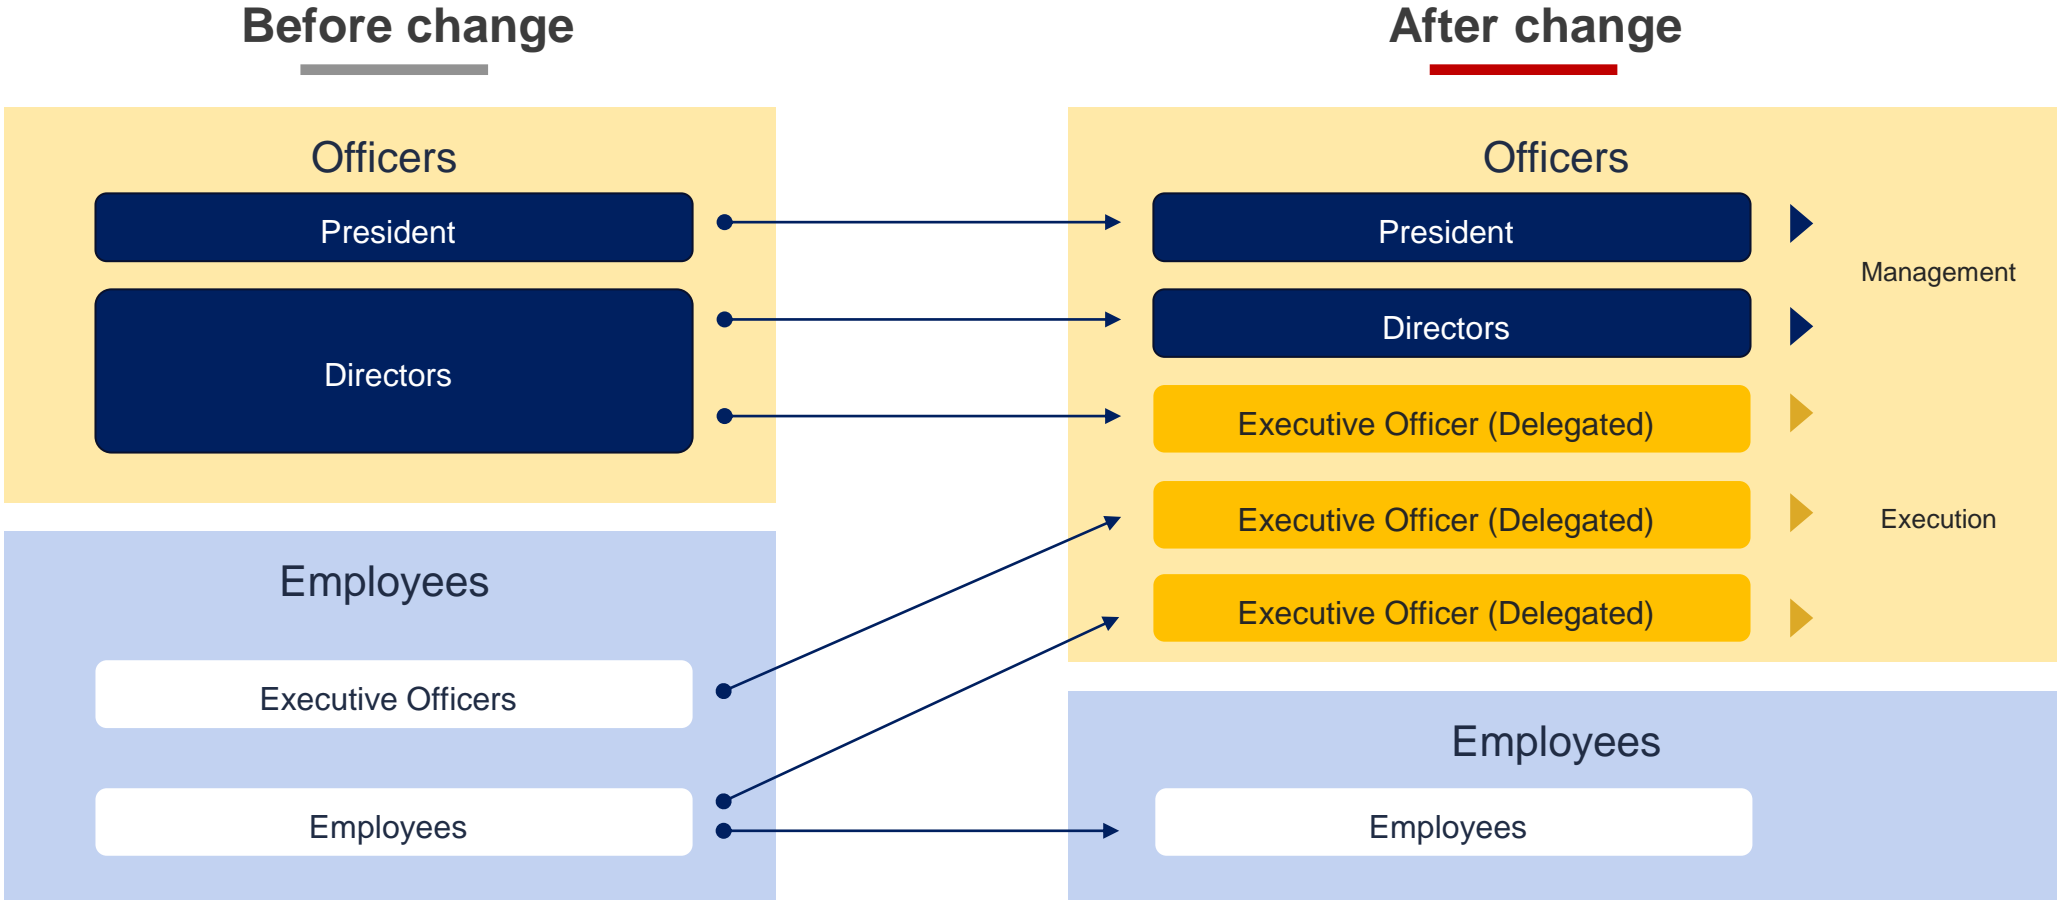 Before change
Officers
President
Directors
Employees
Executive Officers
Employees
After change
Officers
President
Directors
Executive Officer (Delegated)
Executive Officer (Delegated)
Executive Officer (Delegated)
Management
Execution
Employees
Employees